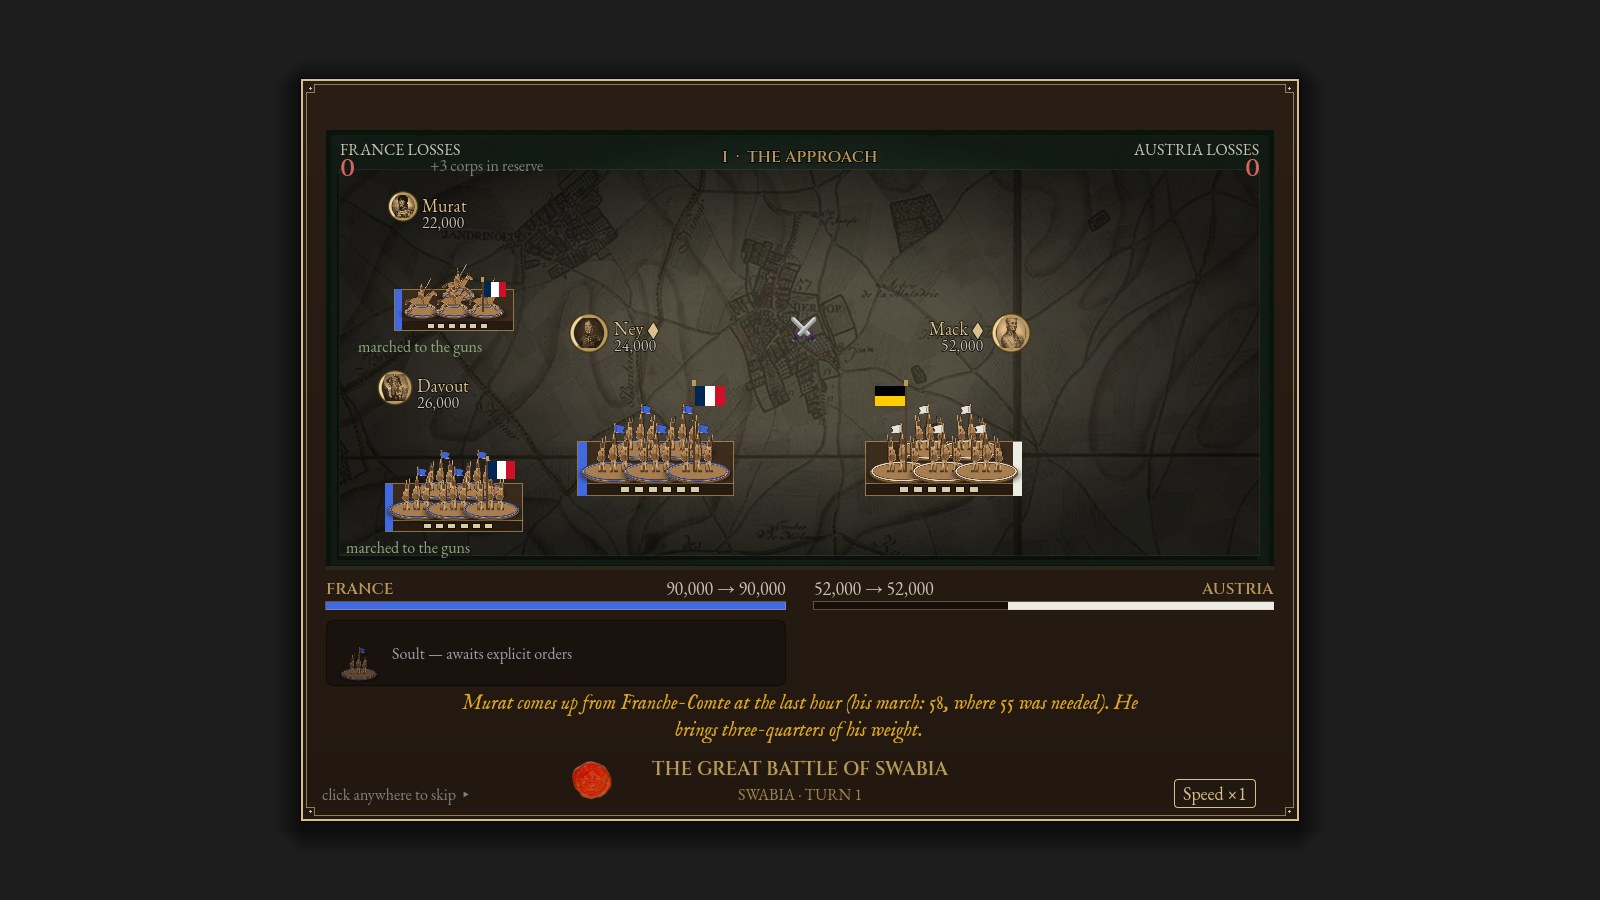 FRANCE LOSSES
0
+3 corps in reserve
I · THE APPROACH
AUSTRIA LOSSES
0
Murat
22,000
marched to the guns
Davout
26,000
marched to the guns
Ney
24,000
Mack
52,000
FRANCE
90,000 → 90,000
52,000 → 52,000
AUSTRIA
Soult — awaits explicit orders
Murat comes up from Franche-Comte at the last hour (his march: 58, where 55 was needed). He
brings three-quarters of his weight.
THE GREAT BATTLE OF SWABIA
SWABIA · TURN 1
click anywhere to skip ▸
Speed ×1